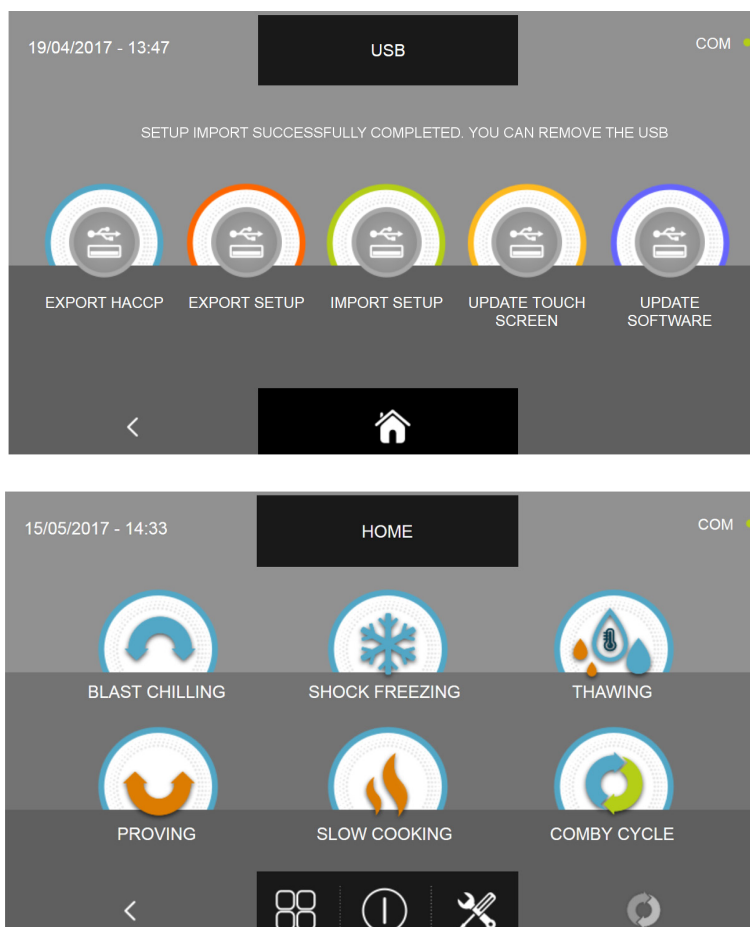 19/04/2017 - 13:47
USB
COM
SETUP IMPORT SUCCESSFULLY COMPLETED. YOU CAN REMOVE THE USB
EXPORT HACCP
EXPORT SETUP
IMPORT SETUP
UPDATE TOUCH
SCREEN
UPDATE
SOFTWARE
15/05/2017 - 14:33
HOME
COM
BLAST CHILLING
SHOCK FREEZING
THAWING
PROVING
SLOW COOKING
COMBY CYCLE